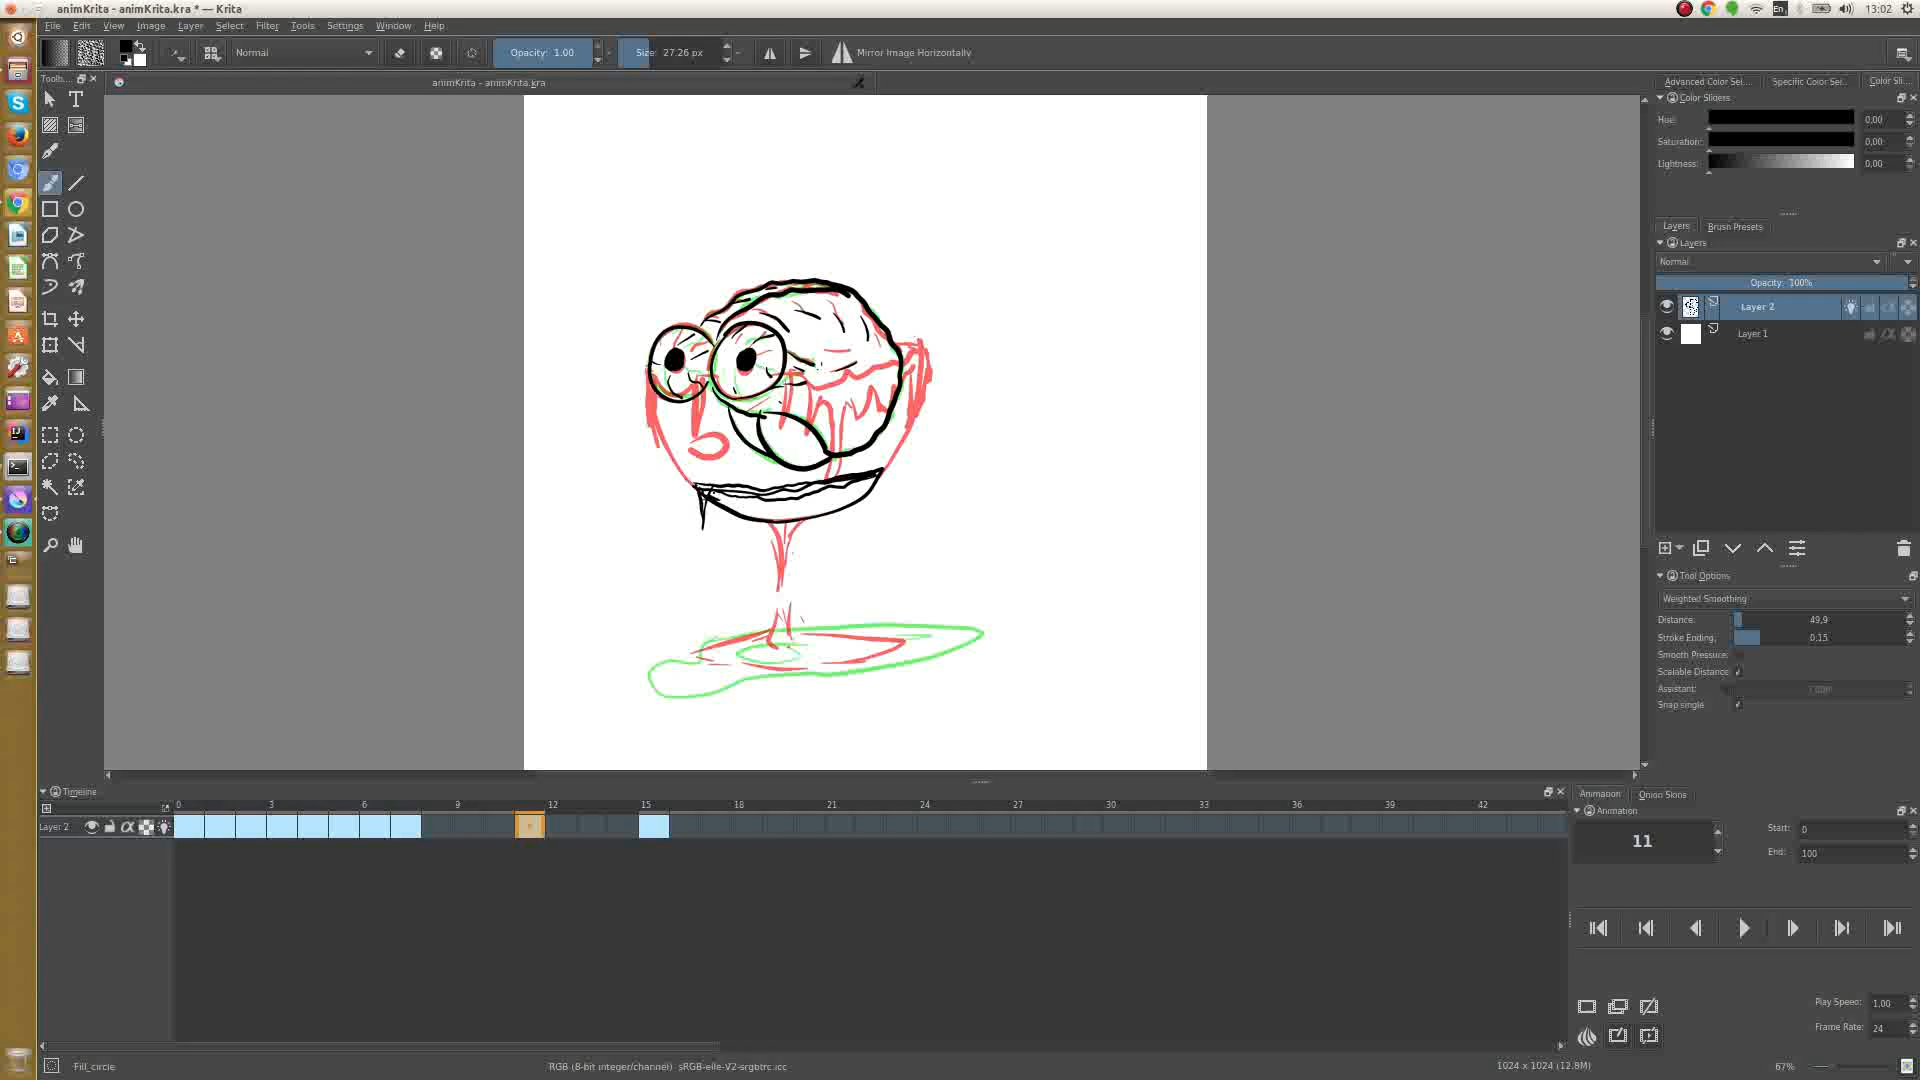 animKrita - animKrita.kra * — Krita
En
13:02
File Edit View Image Layer Select Filter Tools Settings Window Help
Normal
Opacity: 1.00
Size: 27.26 px
Mirror Image Horizontally
Toolb...
animKrita - animKrita.kra
Advanced Color Sel... Specific Color Sel... Color Sli...
Color Sliders
Hue: 0,00
Saturation: 0,00
Lightness: 0,00
Layers Brush Presets
Layers
Normal
Opacity: 100%
Layer 2
Layer 1
Tool Options
Weighted Smoothing
Distance: 49,9
Stroke Ending: 0,15
Smooth Pressure:
Scalable Distance
Assistant:
Snap single
Timeline
0 3 6 9 12 15 18 21 24 27 30 33 36 39 42
Layer 2
Animation Onion Skins
Animation
11
Start: 0
End: 100
Play Speed: 1.00
Frame Rate: 24
Fill_circle
RGB (8-bit integer/channel) sRGB-elle-V2-srgbtrc.icc
1024 x 1024 (12.8M)
67%